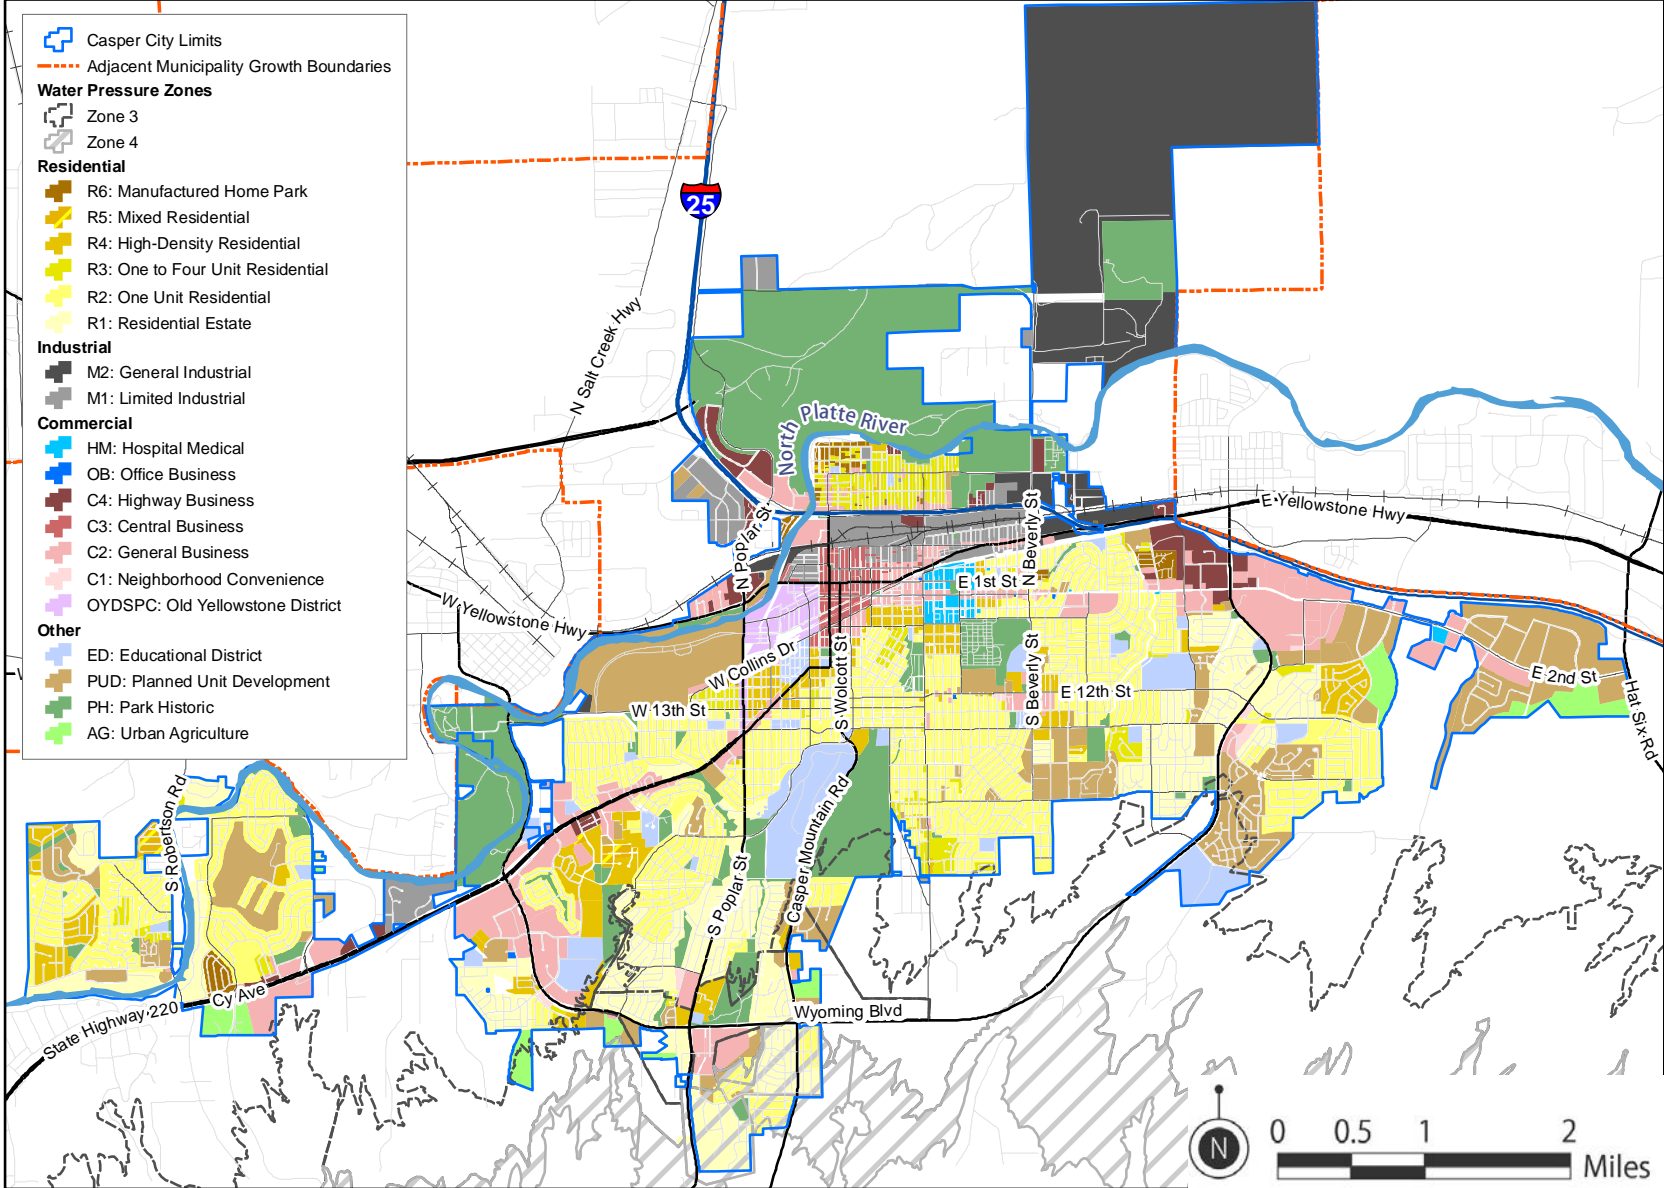 Casper City Limits
Adjacent Municipality Growth Boundaries
Water Pressure Zones
Zone 3
Zone 4
Residential
R6: Manufactured Home Park
R5: Mixed Residential
R4: High-Density Residential
R3: One to Four Unit Residential
R2: One Unit Residential
R1: Residential Estate
Industrial
M2: General Industrial
M1: Limited Industrial
Commercial
HM: Hospital Medical
OB: Office Business
C4: Highway Business
C3: Central Business
C2: General Business
C1: Neighborhood Convenience
OYDSPC: Old Yellowstone District
Other
ED: Educational District
PUD: Planned Unit Development
PH: Park Historic
AG: Urban Agriculture
25
N Salt Creek Hwy
North Platte River
N Poplar St
N Beverly St
E Yellowstone Hwy
E 1st St
W Yellowstone Hwy
W Collins Dr
S Wolcott St
S Beverly St
E 12th St
W 13th St
E 2nd St
Hat Six Rd
S Robertson Rd
Casper Mountain Rd
S Poplar St
Cy Ave
State Highway 220
Wyoming Blvd
N
0 0.5 1 2
Miles